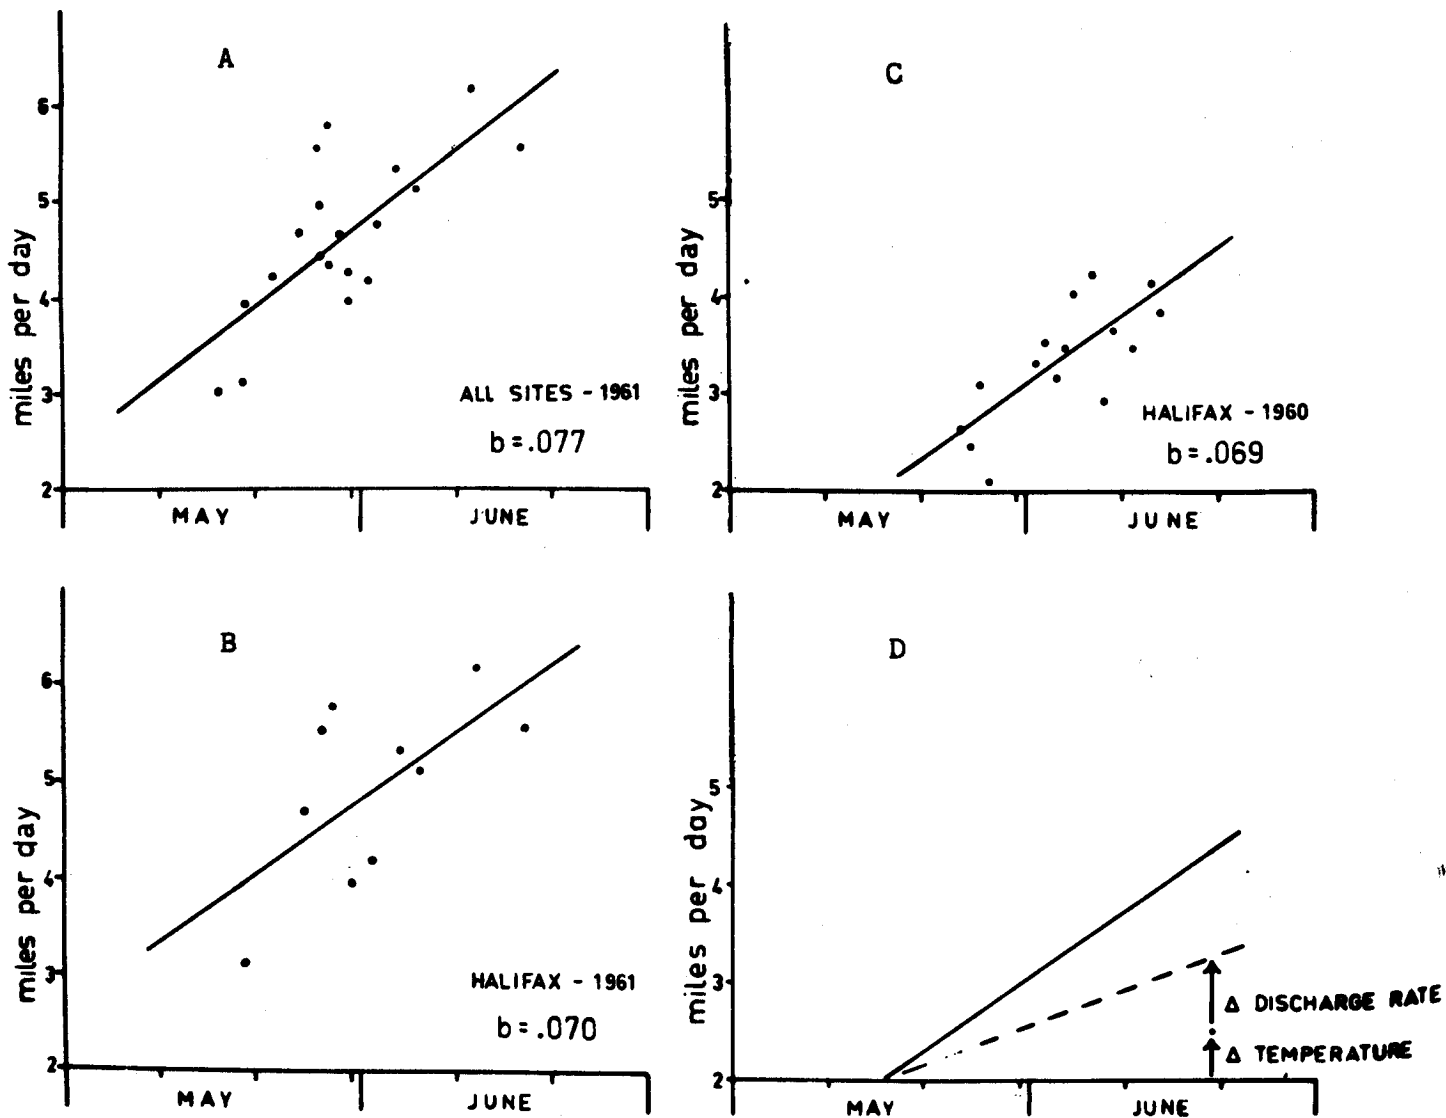 A
6
5
4
3
2
miles per day
ALL SITES - 1961
b = .077
MAY
JUNE
C
5
4
3
2
miles per day
HALIFAX - 1960
b = .069
MAY
JUNE
B
6
5
4
3
2
miles per day
HALIFAX - 1961
b = .070
MAY
JUNE
D
5
4
3
2
miles per day
Δ DISCHARGE RATE
Δ TEMPERATURE
MAY
JUNE